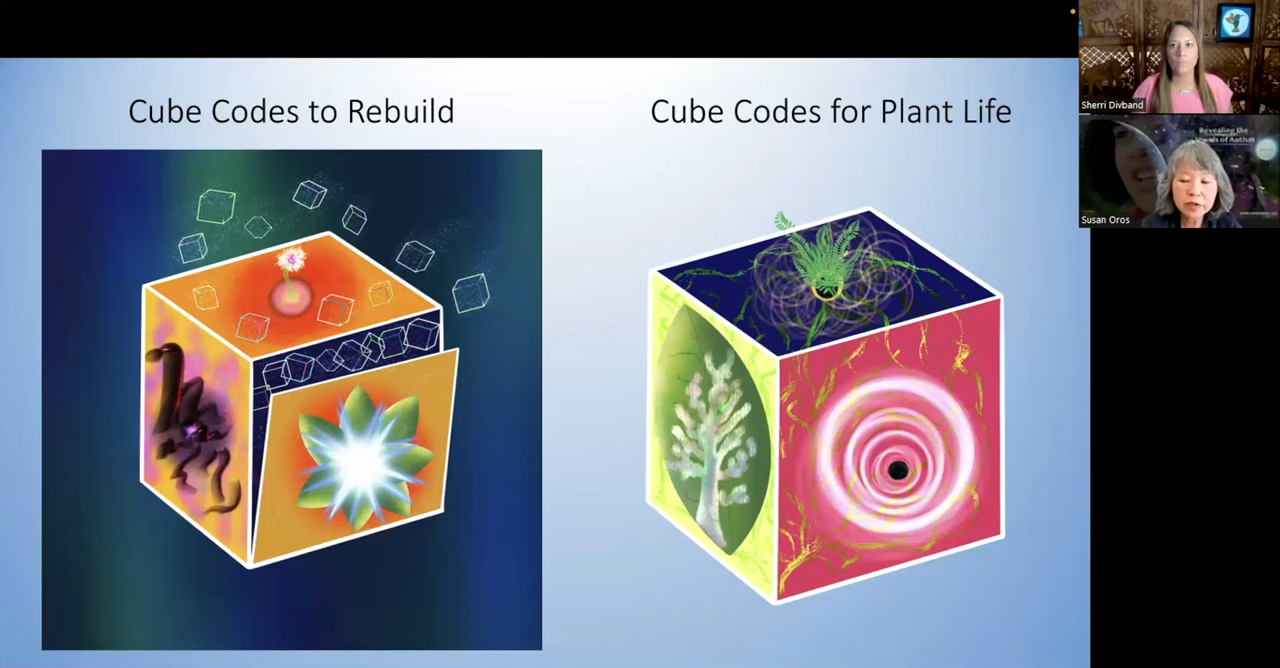 Cube Codes to Rebuild
Cube Codes for Plant Life
Sherri Divband
Revealing the
of Autism
Susan Oros